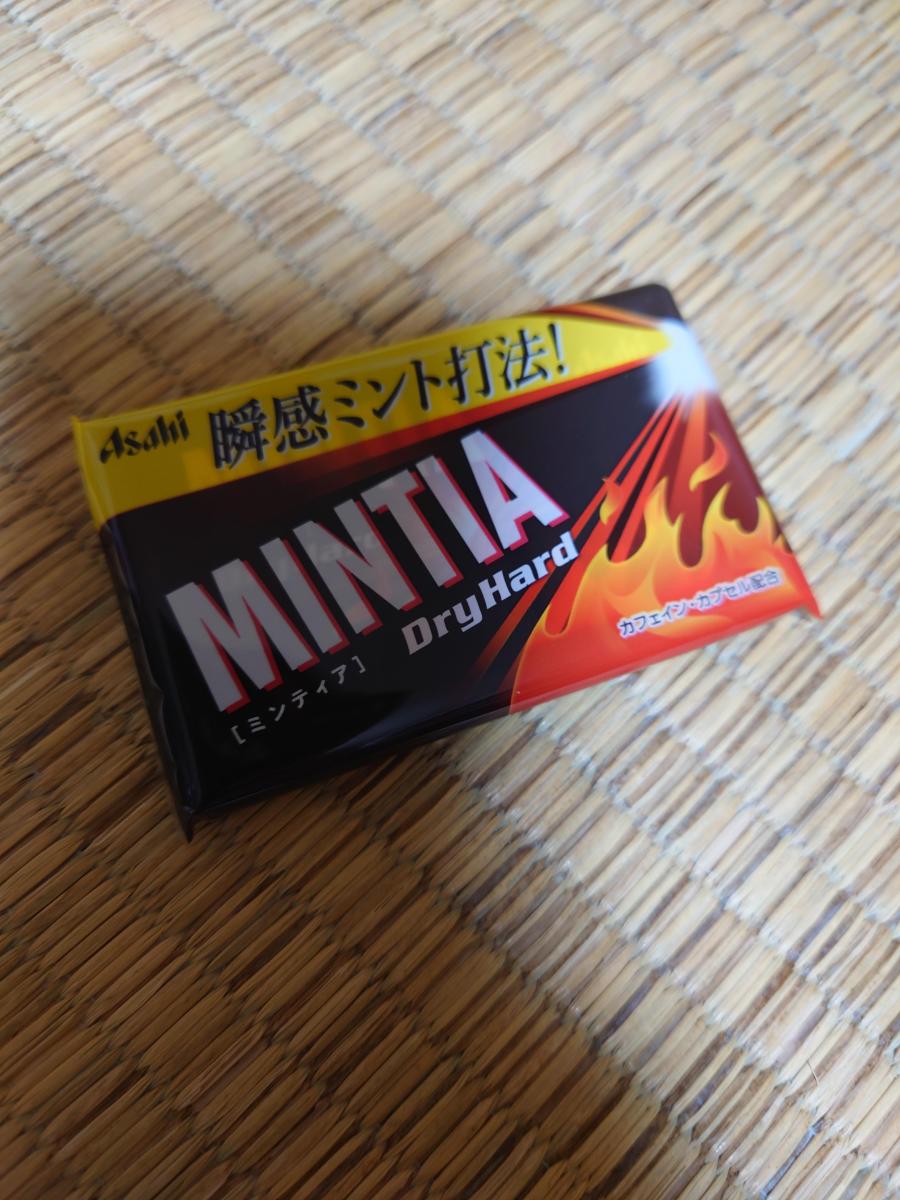 Asahi 瞬感ミント打法!
MINTIA
DryHard
[ミンティア]
カフェイン・カプセル配合